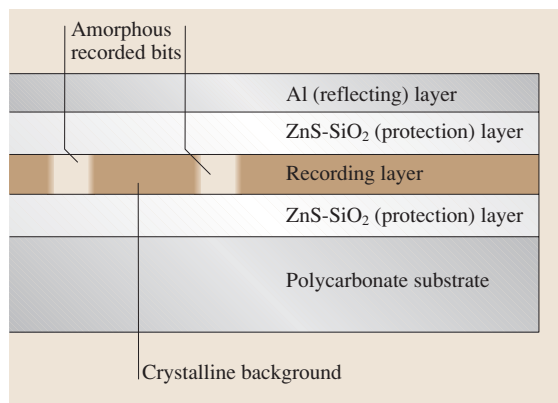 Amorphous
recorded bits
Al (reflecting) layer
ZnS-SiO2 (protection) layer
Recording layer
ZnS-SiO2 (protection) layer
Polycarbonate substrate
Crystalline background